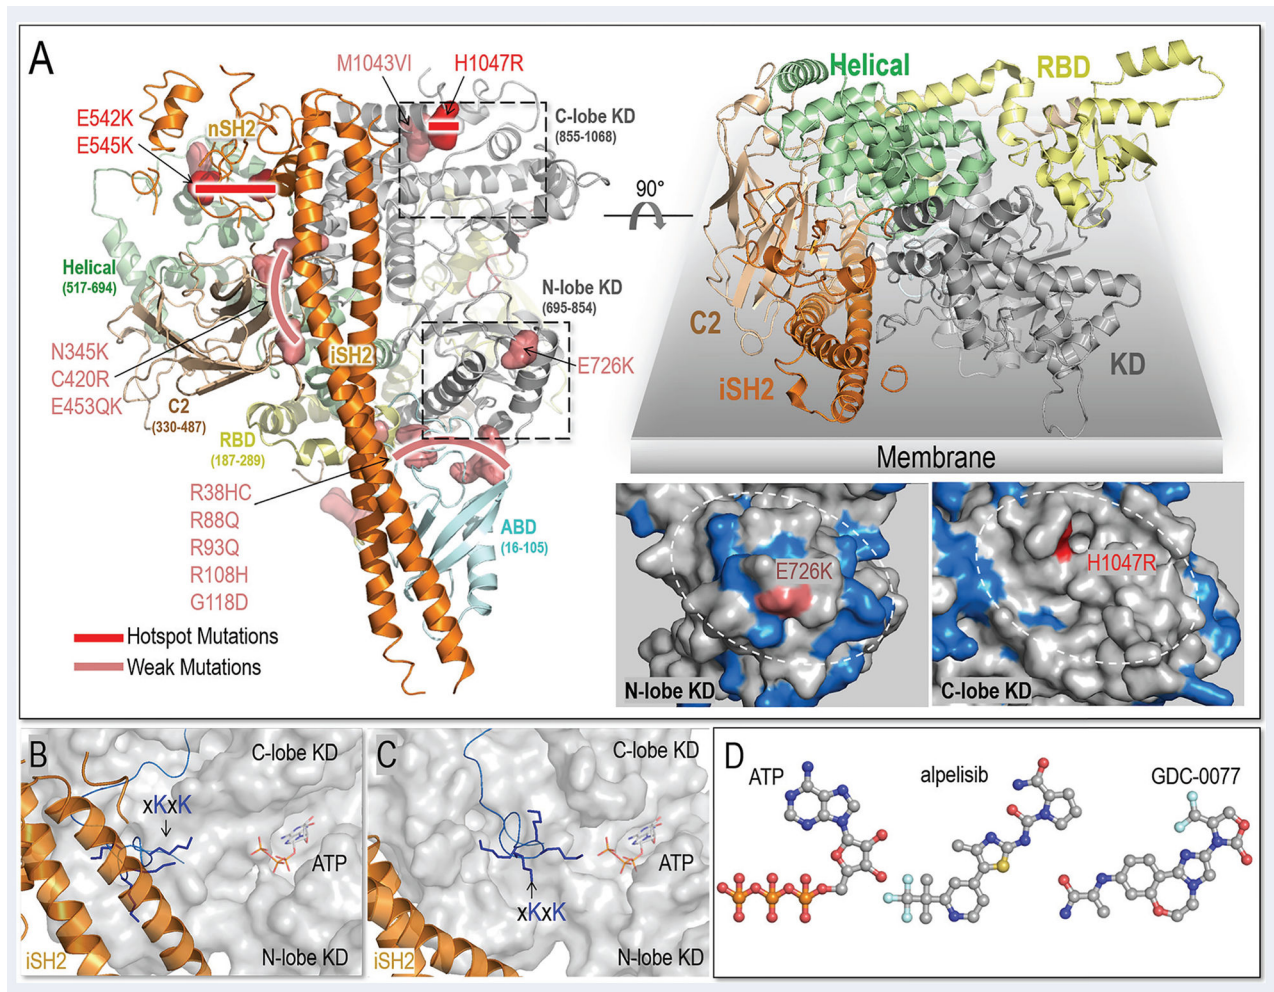 A
M1043VI
H1047R
E542K
E545K
nSH2
C-lobe KD
(855-1068)
Helical
(517-694)
N-lobe KD
(695-854)
N345K
C420R
E453QK
iSH2
E726K
C2
(330-487)
RBD
(187-289)
R38HC
R88Q
R93Q
R108H
G118D
ABD
(16-105)
Hotspot Mutations
Weak Mutations
90°
Helical
RBD
C2
iSH2
KD
Membrane
E726K
N-lobe KD
H1047R
C-lobe KD
B
C-lobe KD
xKxK
ATP
iSH2
N-lobe KD
C
C-lobe KD
ATP
xKxK
iSH2
N-lobe KD
D
ATP
alpelisib
GDC-0077